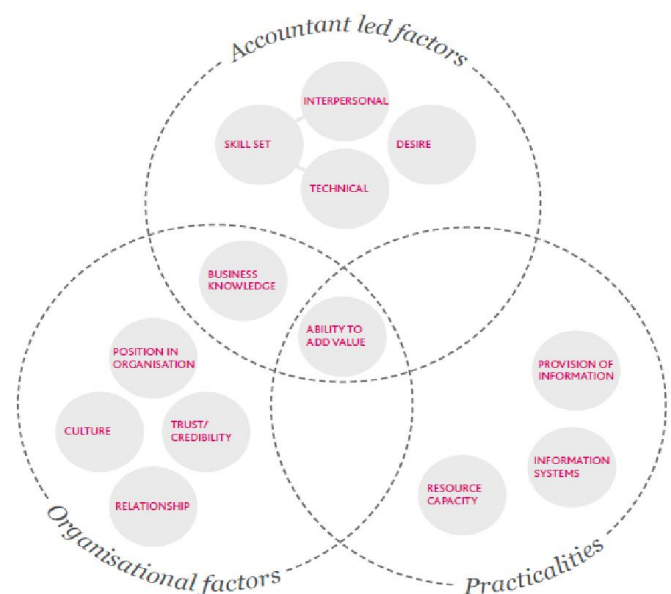 Accountant led factors
INTERPERSONAL
SKILL SET
DESIRE
TECHNICAL
BUSINESS
KNOWLEDGE
ABILITY TO
ADD VALUE
POSITION IN
ORGANISATION
CULTURE
TRUST/
CREDIBILITY
RELATIONSHIP
Organisational factors
PROVISION OF
INFORMATION
INFORMATION
SYSTEMS
RESOURCE
CAPACITY
Practicalities